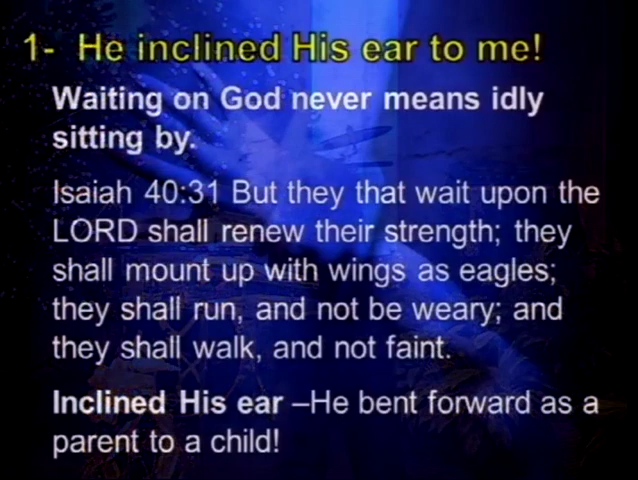 1- He inclined His ear to me!
Waiting on God never means idly
sitting by.
Isaiah 40:31 But they that wait upon the
LORD shall renew their strength; they
shall mount up with wings as eagles;
they shall run, and not be weary; and
they shall walk, and not faint.
Inclined His ear –He bent forward as a
parent to a child!